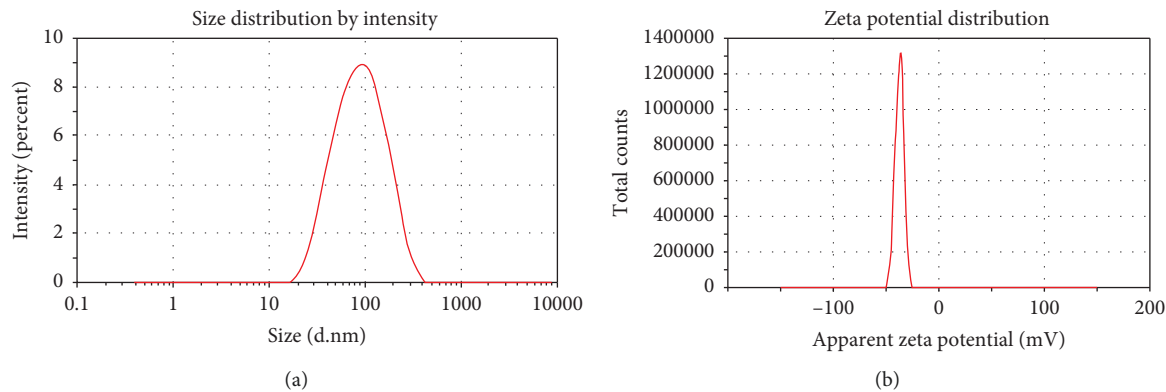 Size distribution by intensity
10
8
6
4
2
0
Intensity (percent)
0.1 1 10 100 1000 10000
Size (d.nm)
(a)
Zeta potential distribution
1400000
1200000
1000000
800000
600000
400000
200000
0
Total counts
–100 0 100 200
Apparent zeta potential (mV)
(b)